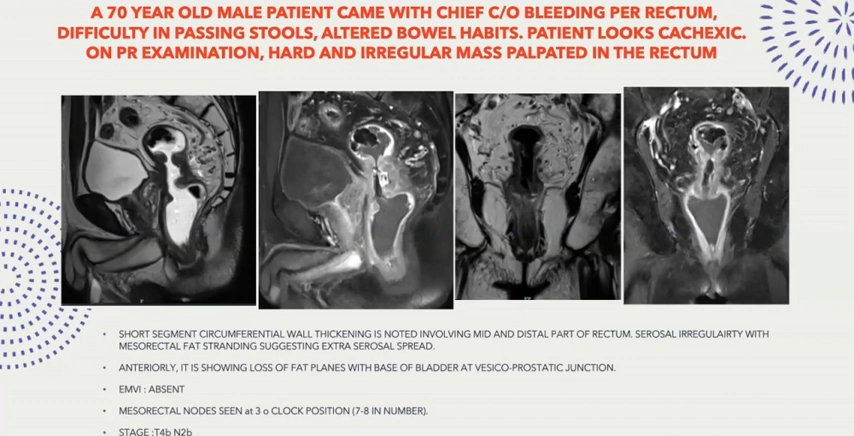 A 70 YEAR OLD MALE PATIENT CAME WITH CHIEF C/O BLEEDING PER RECTUM,
DIFFICULTY IN PASSING STOOLS, ALTERED BOWEL HABITS. PATIENT LOOKS CACHEXIC.
ON PR EXAMINATION, HARD AND IRREGULAR MASS PALPATED IN THE RECTUM
• SHORT SEGMENT CIRCUMFERENTIAL WALL THICKENING IS NOTED INVOLVING MID AND DISTAL PART OF RECTUM. SEROSAL IRREGULAIRTY WITH
MESORECTAL FAT STRANDING SUGGESTING EXTRA SEROSAL SPREAD.
• ANTERIORLY, IT IS SHOWING LOSS OF FAT PLANES WITH BASE OF BLADDER AT VESICO-PROSTATIC JUNCTION.
• EMVI : ABSENT
• MESORECTAL NODES SEEN at 3 o CLOCK POSITION (7-8 IN NUMBER).
• STAGE :T4b N2b